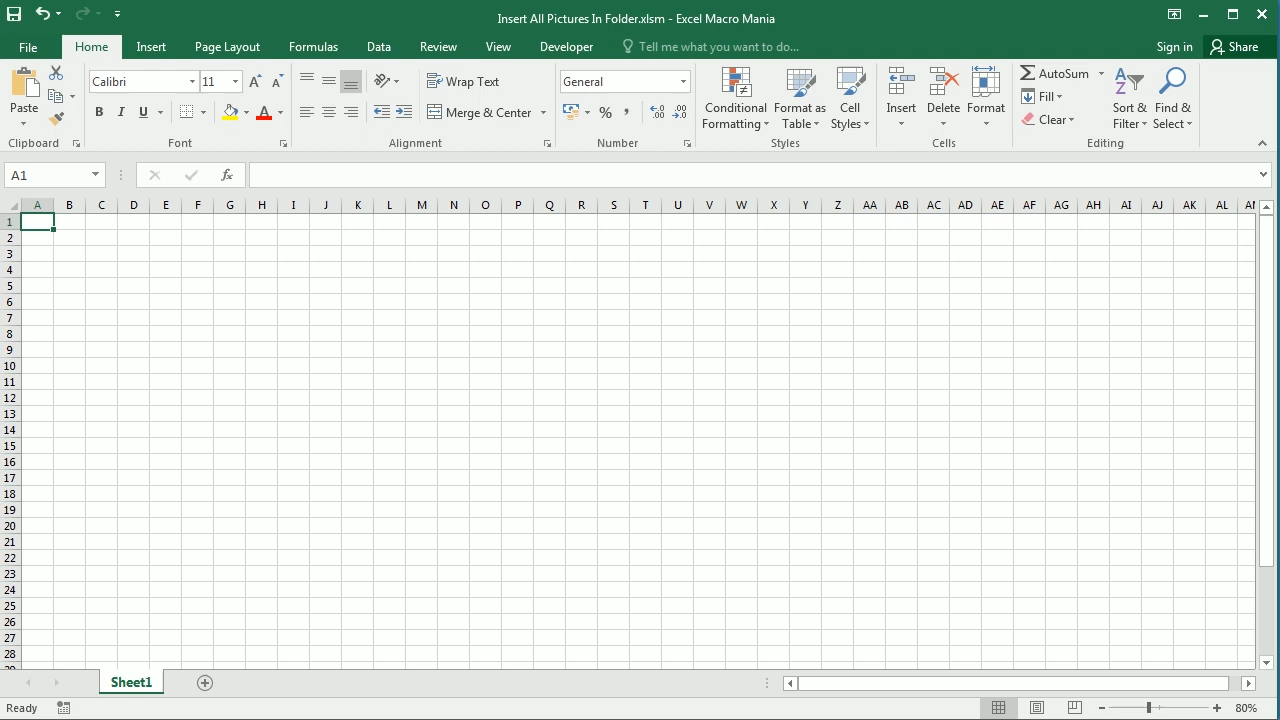 Insert All Pictures In Folder.xlsm - Excel Macro Mania
File Home Insert Page Layout Formulas Data Review View Developer Tell me what you want to do... Sign in Share
Paste
Calibri 11
B I U A
Wrap Text
Merge & Center
General
% ,
Conditional Formatting
Format as Table
Cell Styles
Insert Delete Format
AutoSum
Fill
Clear
Sort & Filter
Find & Select
Clipboard Font Alignment Number Styles Cells Editing
A1 fx
A B C D E F G H I J K L M N O P Q R S T U V W X Y Z AA AB AC AD AE AF AG AH AI AJ AK AL
1
2
3
4
5
6
7
8
9
10
11
12
13
14
15
16
17
18
19
20
21
22
23
24
25
26
27
28
Sheet1
Ready 80%